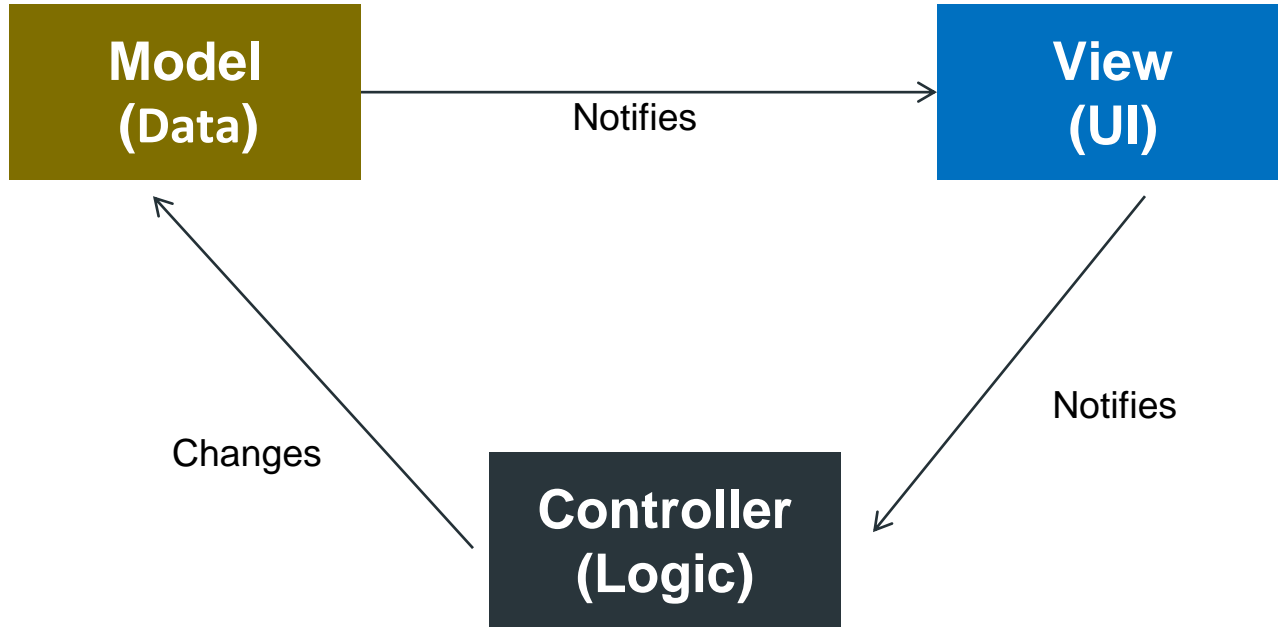 Model
(Data)
Notifies
View
(UI)
Notifies
Changes
Controller
(Logic)